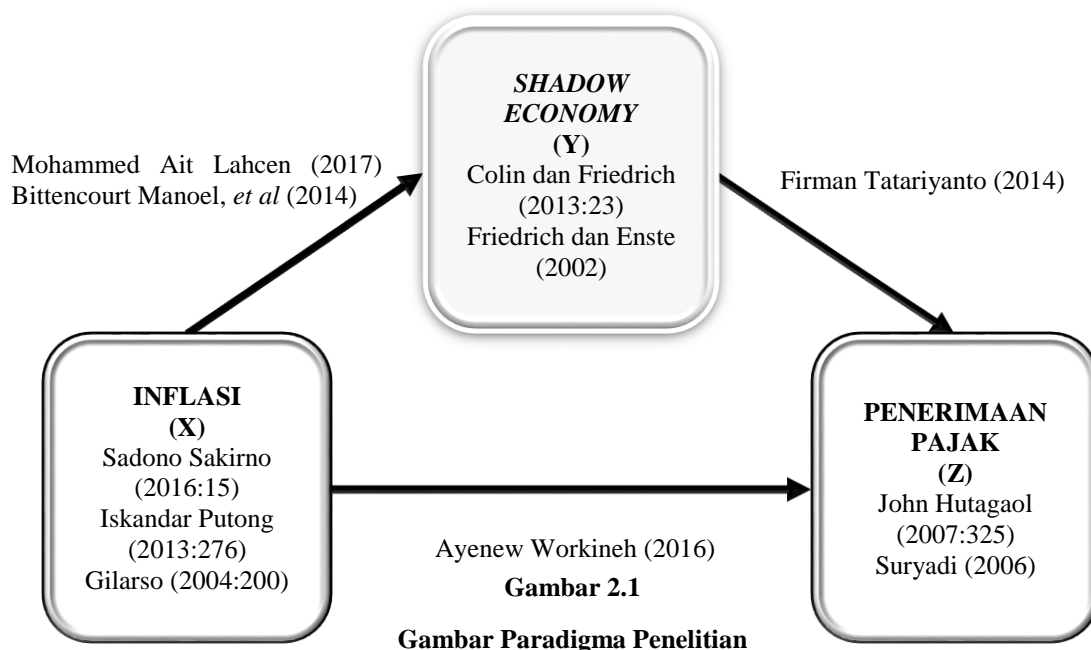 SHADOW
ECONOMY
(Y)
Colin dan Friedrich
(2013:23)
Friedrich dan Enste
(2002)
Mohammed Ait Lahcen (2017)
Bittencourt Manoel, et al (2014)
Firman Tatariyanto (2014)
INFLASI
(X)
Sadono Sakirno
(2016:15)
Iskandar Putong
(2013:276)
Gilarso (2004:200)
PENERIMAAN
PAJAK
(Z)
John Hutagaol
(2007:325)
Suryadi (2006)
Ayenew Workineh (2016)
Gambar 2.1
Gambar Paradigma Penelitian